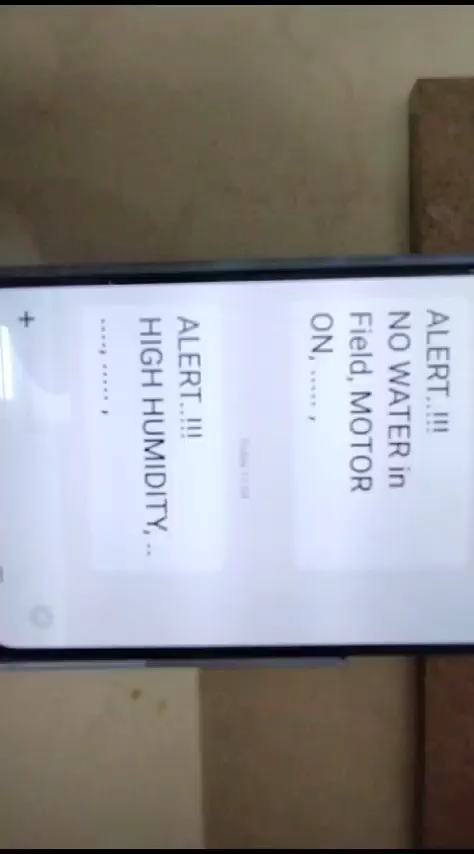 ALERT..!!!
NO WATER in
Field, MOTOR
ON, ····· ,
ALERT..!!!
HIGH HUMIDITY, ..
····, ····· ,
+